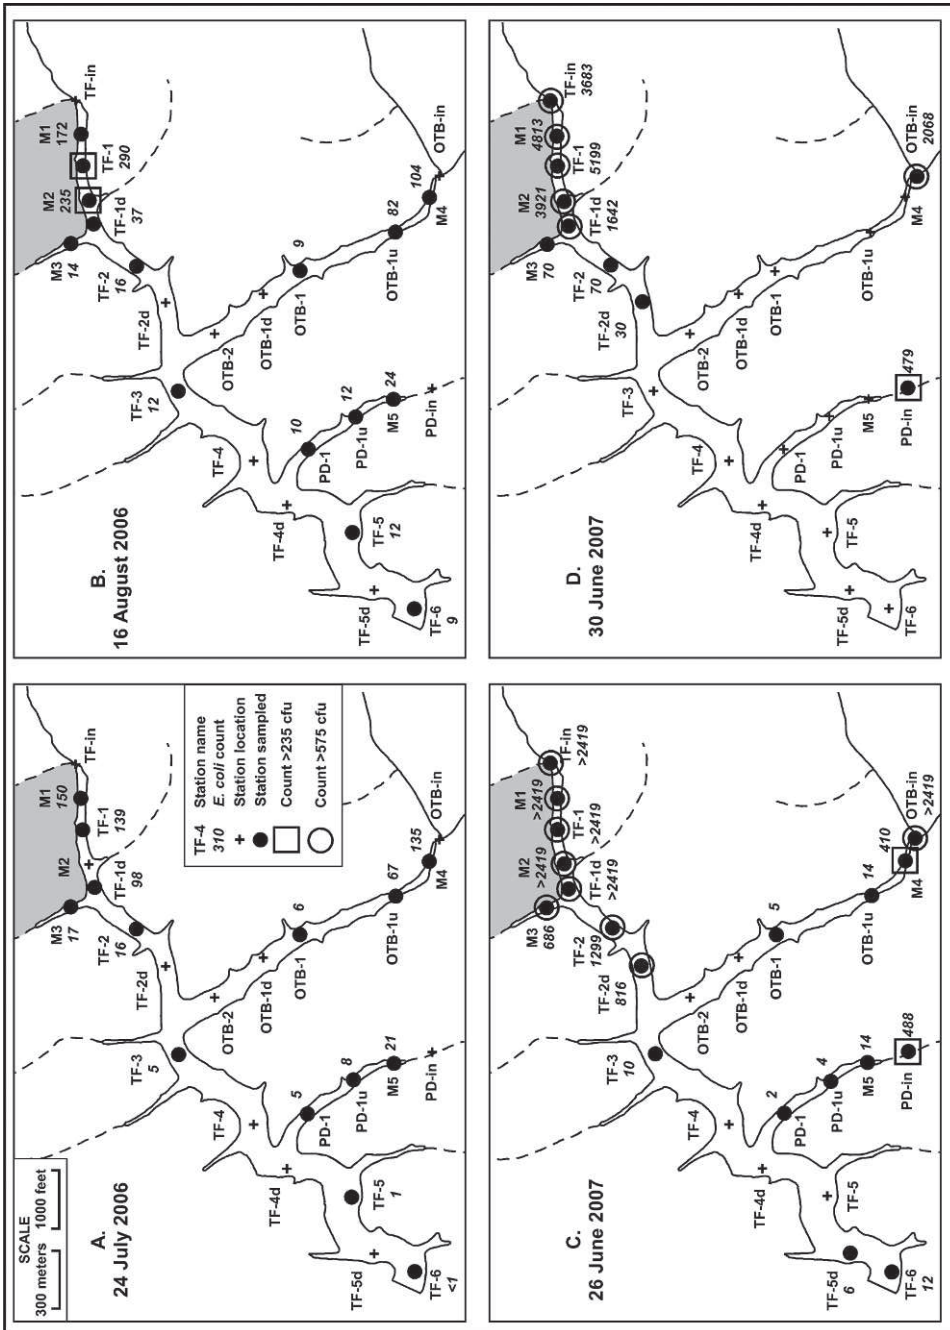 SCALE
300 meters 1000 feet
A.
24 July 2006
TF-4 Station name
310 E. coli count
+ Station location
Station sampled
Count >235 cfu
Count >575 cfu
TF-in
M1
150
TF-1
139
M2
TF-1d
98
M3
17
TF-2
16
TF-2d
TF-3
5
OTB-2
OTB-1d
OTB-1
6
OTB-1u
67
M4
135
OTB-in
TF-4
TF-4d
PD-1
5
PD-1u
8
M5
21
PD-in
TF-5
1
TF-5d
TF-6
<1
B.
16 August 2006
TF-in
M1
172
TF-1
290
M2
235
TF-1d
37
M3
14
TF-2
16
TF-2d
TF-3
12
OTB-2
OTB-1d
OTB-1
9
OTB-1u
82
M4
104
OTB-in
TF-4
TF-4d
PD-1
10
PD-1u
12
M5
24
PD-in
TF-5
12
TF-5d
TF-6
9
C.
26 June 2007
TF-in
>2419
M1
>2419
TF-1
>2419
M2
>2419
TF-1d
>2419
M3
686
TF-2
1299
TF-2d
816
TF-3
10
OTB-2
OTB-1d
OTB-1
5
OTB-1u
14
M4
410
OTB-in
>2419
TF-4
TF-4d
PD-1
2
PD-1u
4
M5
14
PD-in
488
TF-5
TF-5d
6
TF-6
12
D.
30 June 2007
TF-in
3683
M1
4813
TF-1
5199
M2
3921
TF-1d
1642
M3
70
TF-2
70
TF-2d
30
TF-3
OTB-2
OTB-1d
OTB-1
OTB-1u
M4
OTB-in
2068
TF-4
TF-4d
PD-1
PD-1u
M5
PD-in
479
TF-5
TF-5d
TF-6